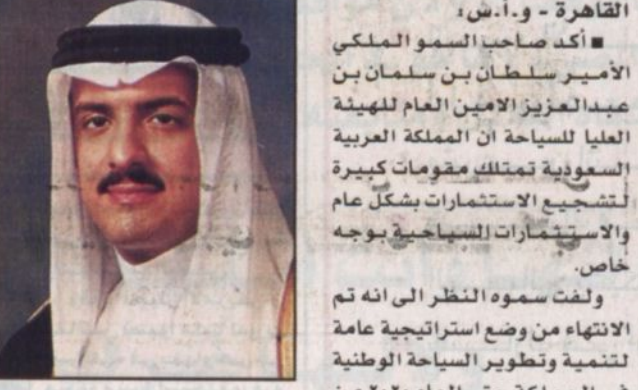 القاهرة - و.أ.ش:
■ أكد صاحب السمو الملكي
الأمير سلطان بن سلمان بن
عبدالعزيز الامين العام للهيئة
العليا للسياحة ان المملكة العربية
السعودية تمتلك مقومات كبيرة
لتشجيع الاستثمارات بشكل عام
والاستثمارات السياحية بوجه
خاص.
ولفت سموه النظر الى انه تم
الانتهاء من وضع استراتيجية عامة
لتنمية وتطوير السياحة الوطنية